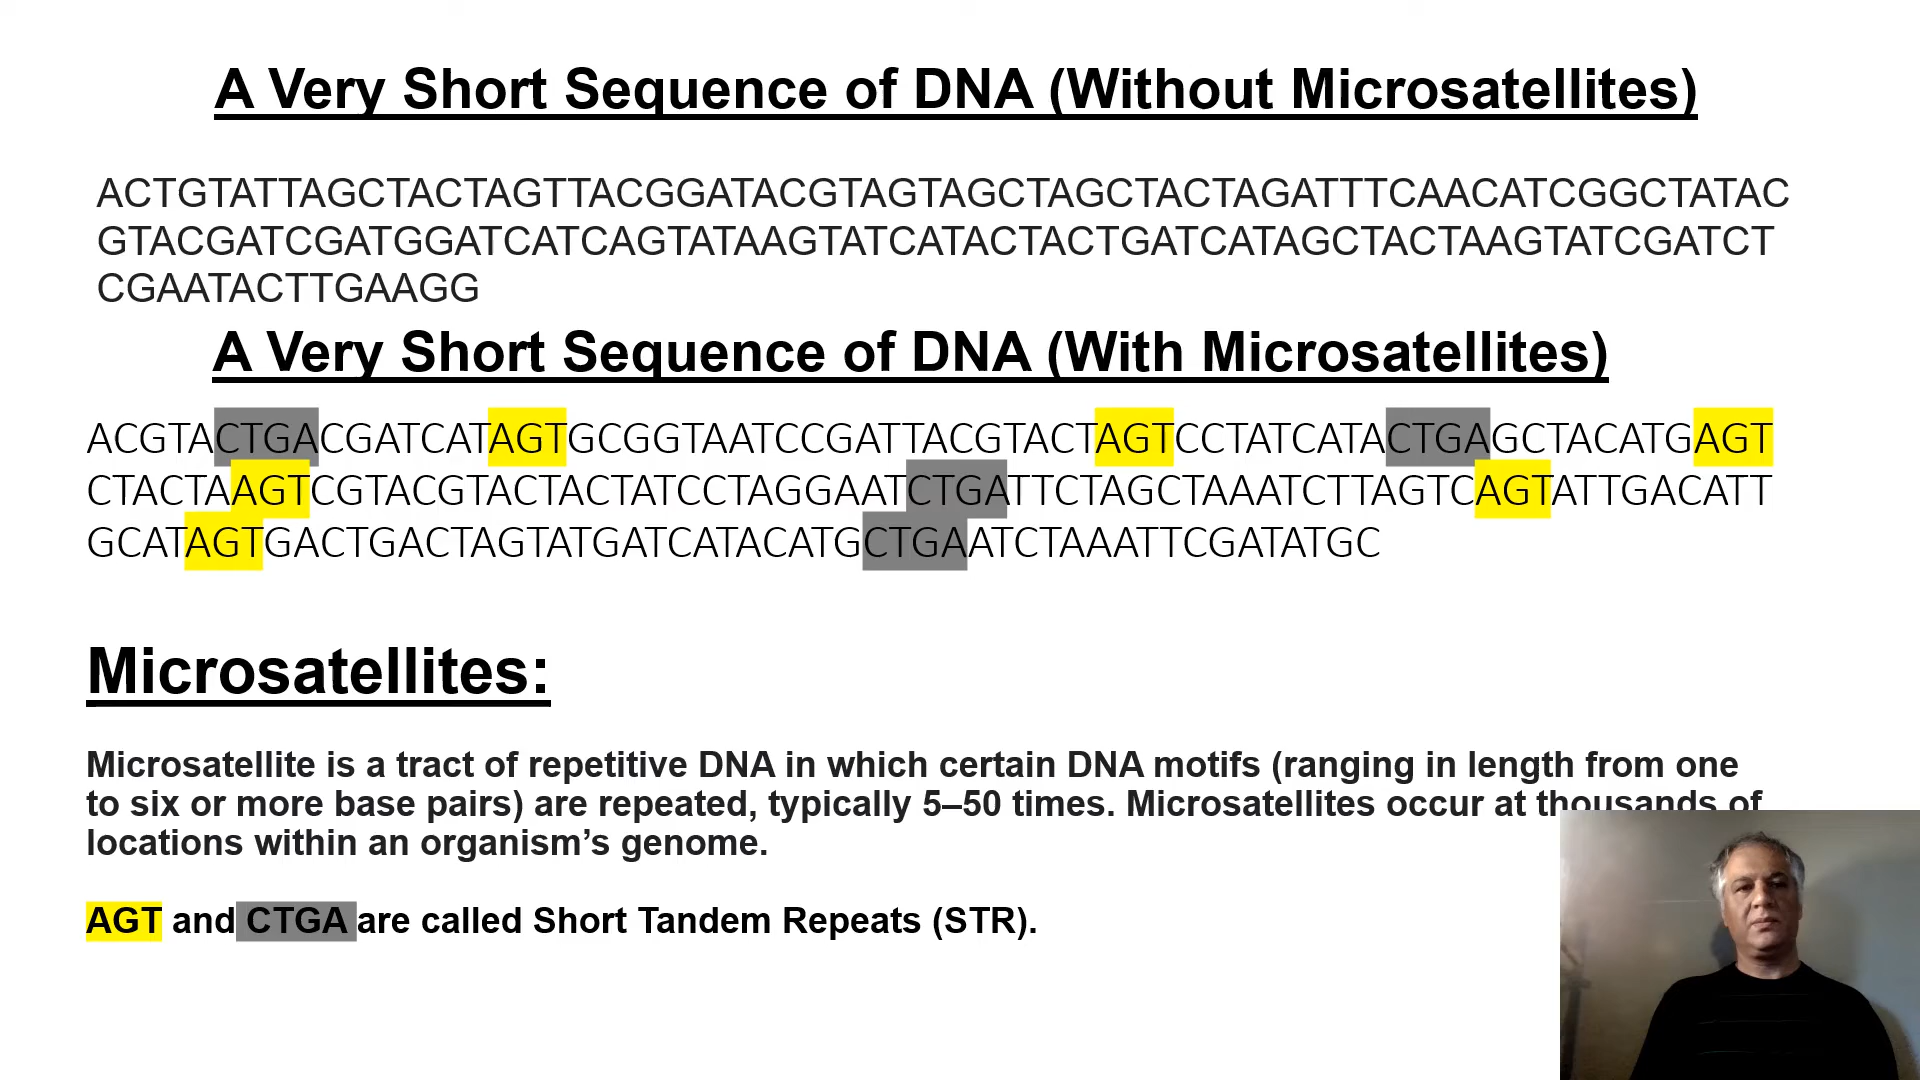 A Very Short Sequence of DNA (Without Microsatellites)
ACTGTATTAGCTACTAGTTACGGATACGTAGTAGCTAGCTACTAGATTTCAACATCGGCTATAC
GTACGATCGATGGATCATCAGTATAAGTATCATACTACTGATCATAGCTACTAAGTATCGATCT
CGAATACTTGAAGG
A Very Short Sequence of DNA (With Microsatellites)
ACGTACTGACGATCATAGTGCGGTAATCCGATTACGTACTAGTCCTATCATACTGAGCTACATGAGT
CTACTAAGTCGTACGTACTACTATCCTAGGAATCTGATTCTAGCTAAATCTTAGTCAGTATTGACATT
GCATAGTGACTGACTAGTATGATCATACATGCTGAATCTAAATTCGATATGC
Microsatellites:
Microsatellite is a tract of repetitive DNA in which certain DNA motifs (ranging in length from one
to six or more base pairs) are repeated, typically 5–50 times. Microsatellites occur at thousands of
locations within an organism’s genome.
AGT and CTGA are called Short Tandem Repeats (STR).